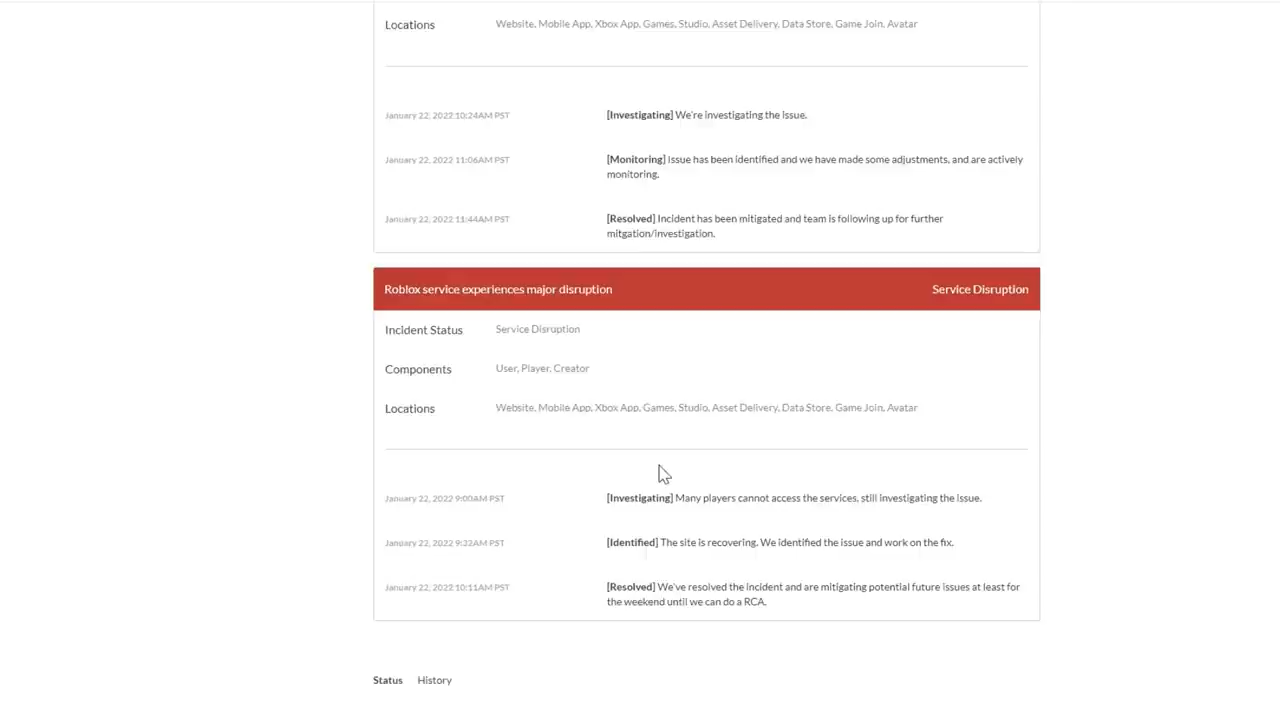 Locations Website, Mobile App, Xbox App, Games, Studio, Asset Delivery, Data Store, Game Join, Avatar
January 22, 2022 10:24AM PST [Investigating] We're investigating the issue.
January 22, 2022 11:06AM PST [Monitoring] Issue has been identified and we have made some adjustments, and are actively
monitoring.
January 22, 2022 11:44AM PST [Resolved] Incident has been mitigated and team is following up for further
mitgation/investigation.
Roblox service experiences major disruption Service Disruption
Incident Status Service Disruption
Components User, Player, Creator
Locations Website, Mobile App, Xbox App, Games, Studio, Asset Delivery, Data Store, Game Join, Avatar
January 22, 2022 9:00AM PST [Investigating] Many players cannot access the services, still investigating the issue.
January 22, 2022 9:32AM PST [Identified] The site is recovering. We identified the issue and work on the fix.
January 22, 2022 10:11AM PST [Resolved] We've resolved the incident and are mitigating potential future issues at least for
the weekend until we can do a RCA.
Status History